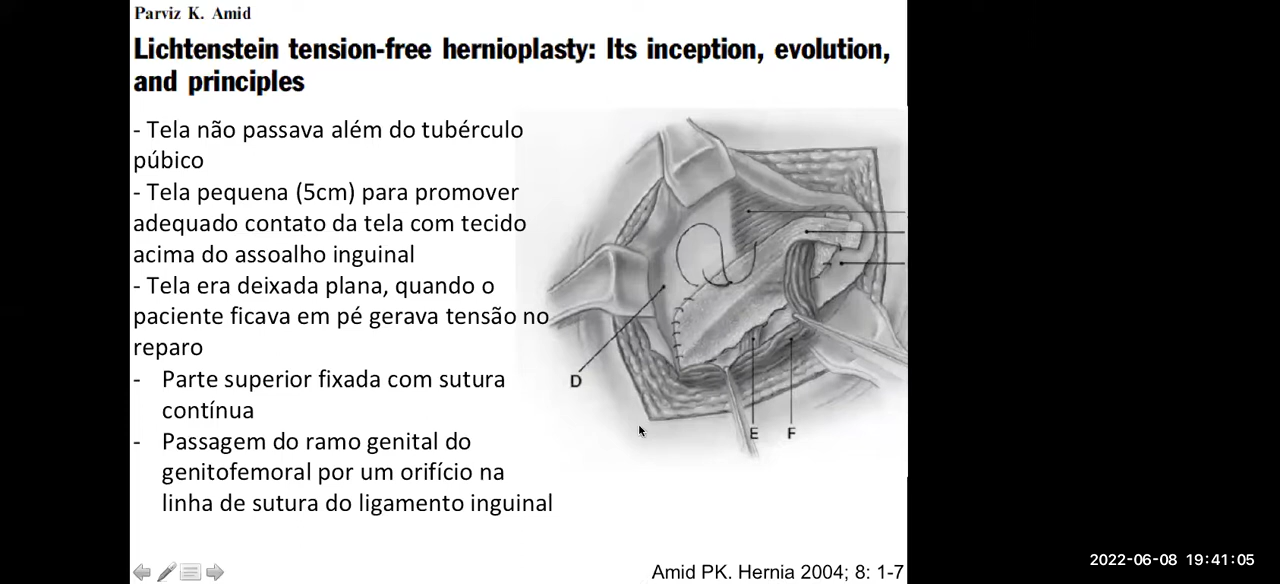 Parviz K. Amid
Lichtenstein tension-free hernioplasty: Its inception, evolution,
and principles
- Tela não passava além do tubérculo
púbico
- Tela pequena (5cm) para promover
adequado contato da tela com tecido
acima do assoalho inguinal
- Tela era deixada plana, quando o
paciente ficava em pé gerava tensão no
reparo
- Parte superior fixada com sutura
contínua
- Passagem do ramo genital do
genitofemoral por um orifício na
linha de sutura do ligamento inguinal
D
E F
Amid PK. Hernia 2004; 8: 1-7
2022-06-08 19:41:05